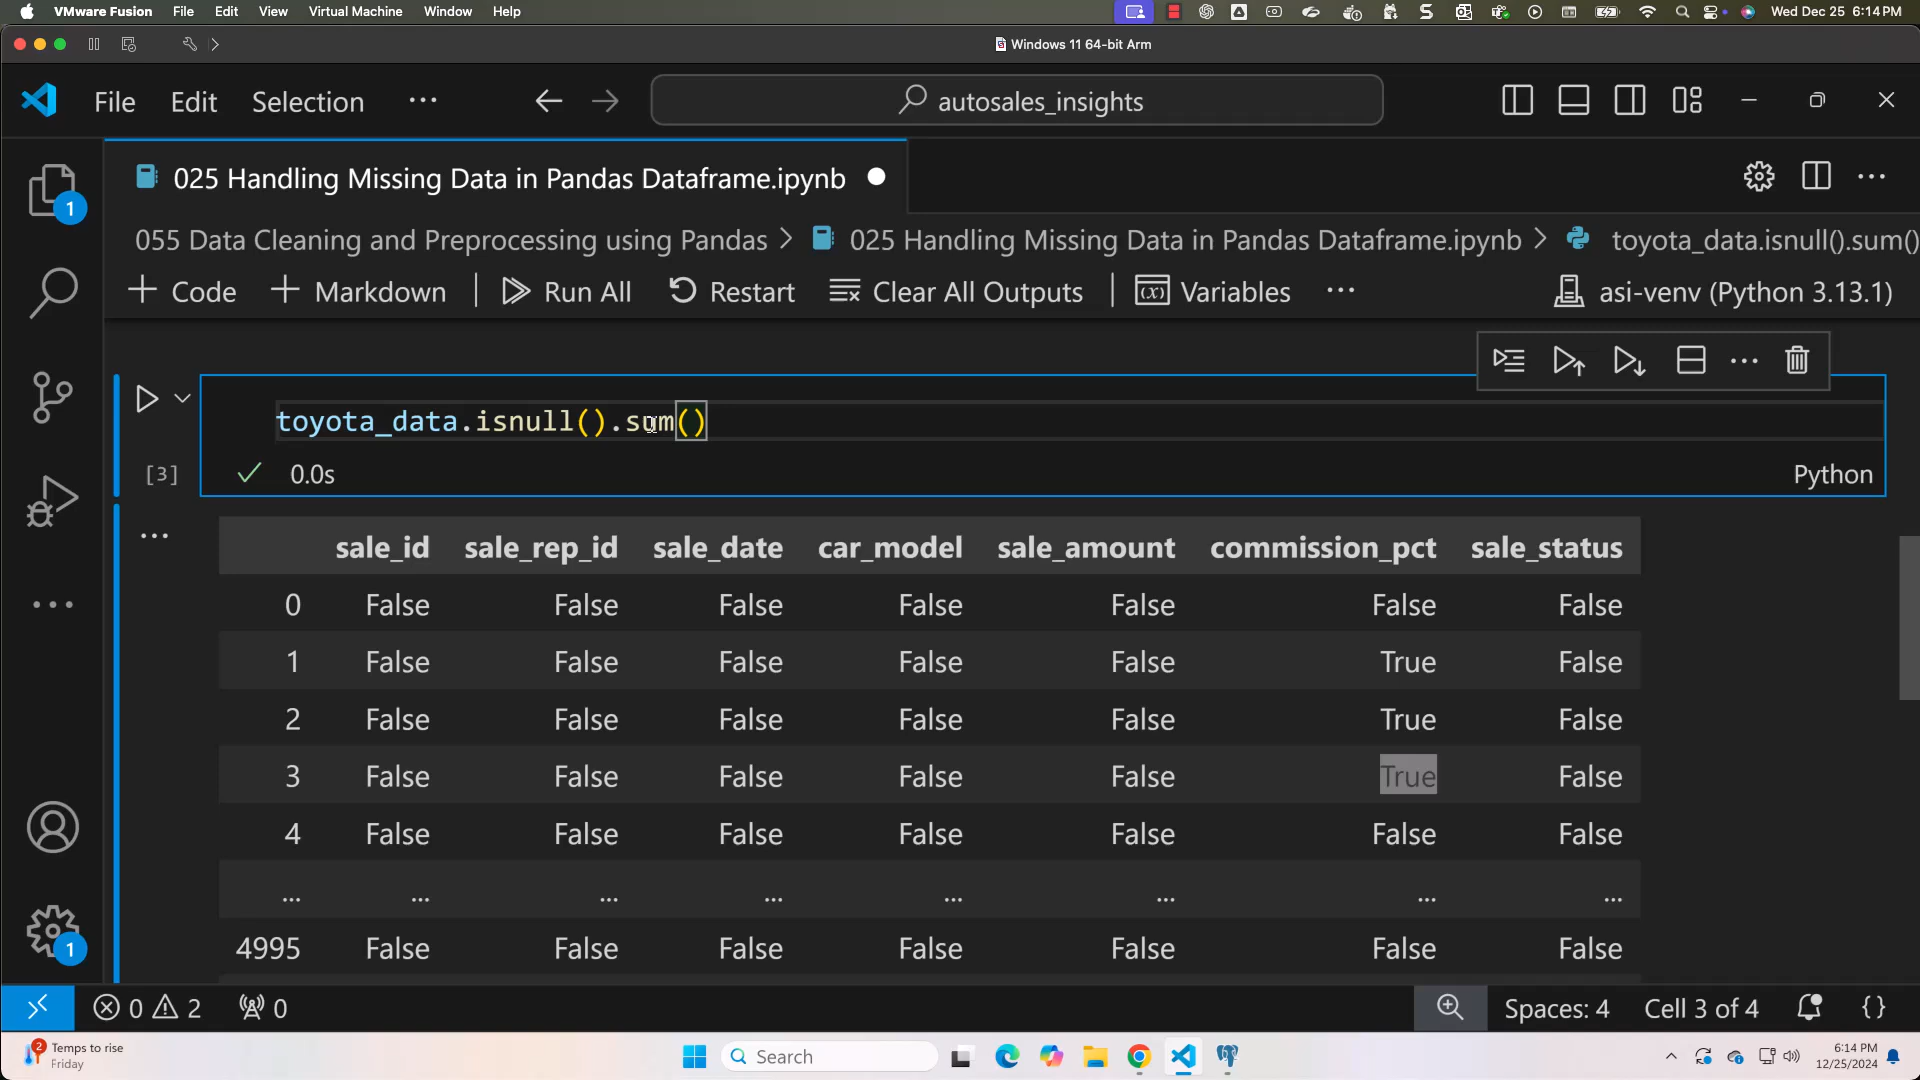 VMware Fusion File Edit View Virtual Machine Window Help Wed Dec 25 6:14 PM
Windows 11 64-bit Arm
File Edit Selection ··· autosales_insights
025 Handling Missing Data in Pandas Dataframe.ipynb
055 Data Cleaning and Preprocessing using Pandas > 025 Handling Missing Data in Pandas Dataframe.ipynb > toyota_data.isnull().sum()
+ Code + Markdown Run All Restart Clear All Outputs Variables ··· asi-venv (Python 3.13.1)
toyota_data.isnull().sum()
[3] 0.0s Python
sale_id sale_rep_id sale_date car_model sale_amount commission_pct sale_status
0 False False False False False False False
1 False False False False False True False
2 False False False False False True False
3 False False False False False True False
4 False False False False False False False
... ... ... ... ... ... ... ...
4995 False False False False False False False
1
1
0 2 0 Spaces: 4 Cell 3 of 4 {}
2 Temps to rise
Friday
Search
6:14 PM
12/25/2024